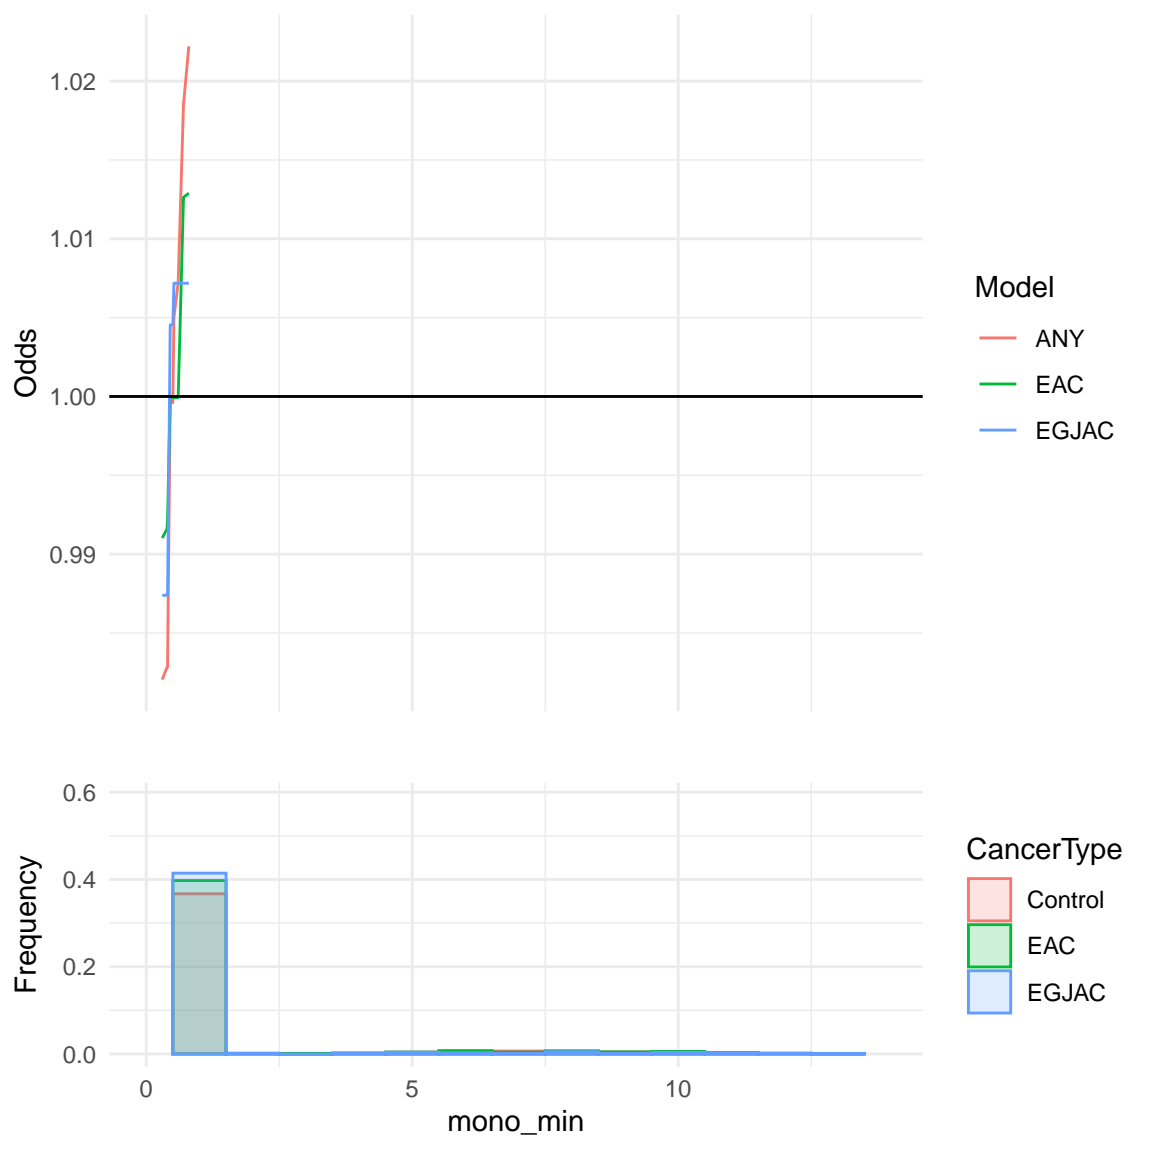 1.02
1.01
1.00
0.99
Odds
Model
ANY
EAC
EGJAC
0.6
0.4
0.2
0.0
Frequency
0
5
10
mono_min
CancerType
Control
EAC
EGJAC